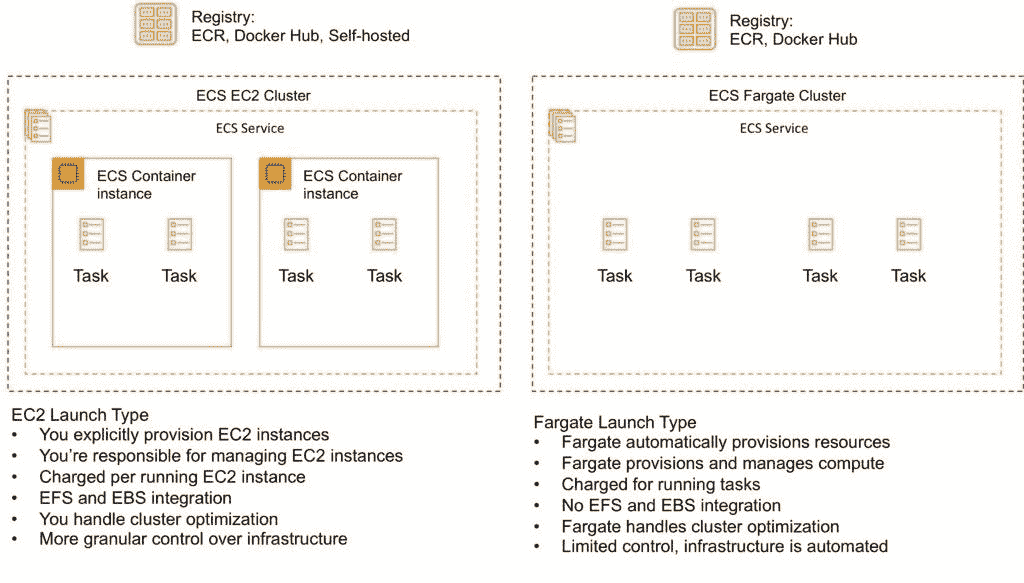 Registry:
ECR, Docker Hub, Self-hosted
ECS EC2 Cluster
ECS Service
ECS Container
instance
Task
Task
ECS Container
instance
Task
Task
EC2 Launch Type
• You explicitly provision EC2 instances
• You're responsible for managing EC2 instances
• Charged per running EC2 instance
• EFS and EBS integration
• You handle cluster optimization
• More granular control over infrastructure
Registry:
ECR, Docker Hub
ECS Fargate Cluster
ECS Service
Task
Task
Task
Task
Fargate Launch Type
• Fargate automatically provisions resources
• Fargate provisions and manages compute
• Charged for running tasks
• No EFS and EBS integration
• Fargate handles cluster optimization
• Limited control, infrastructure is automated